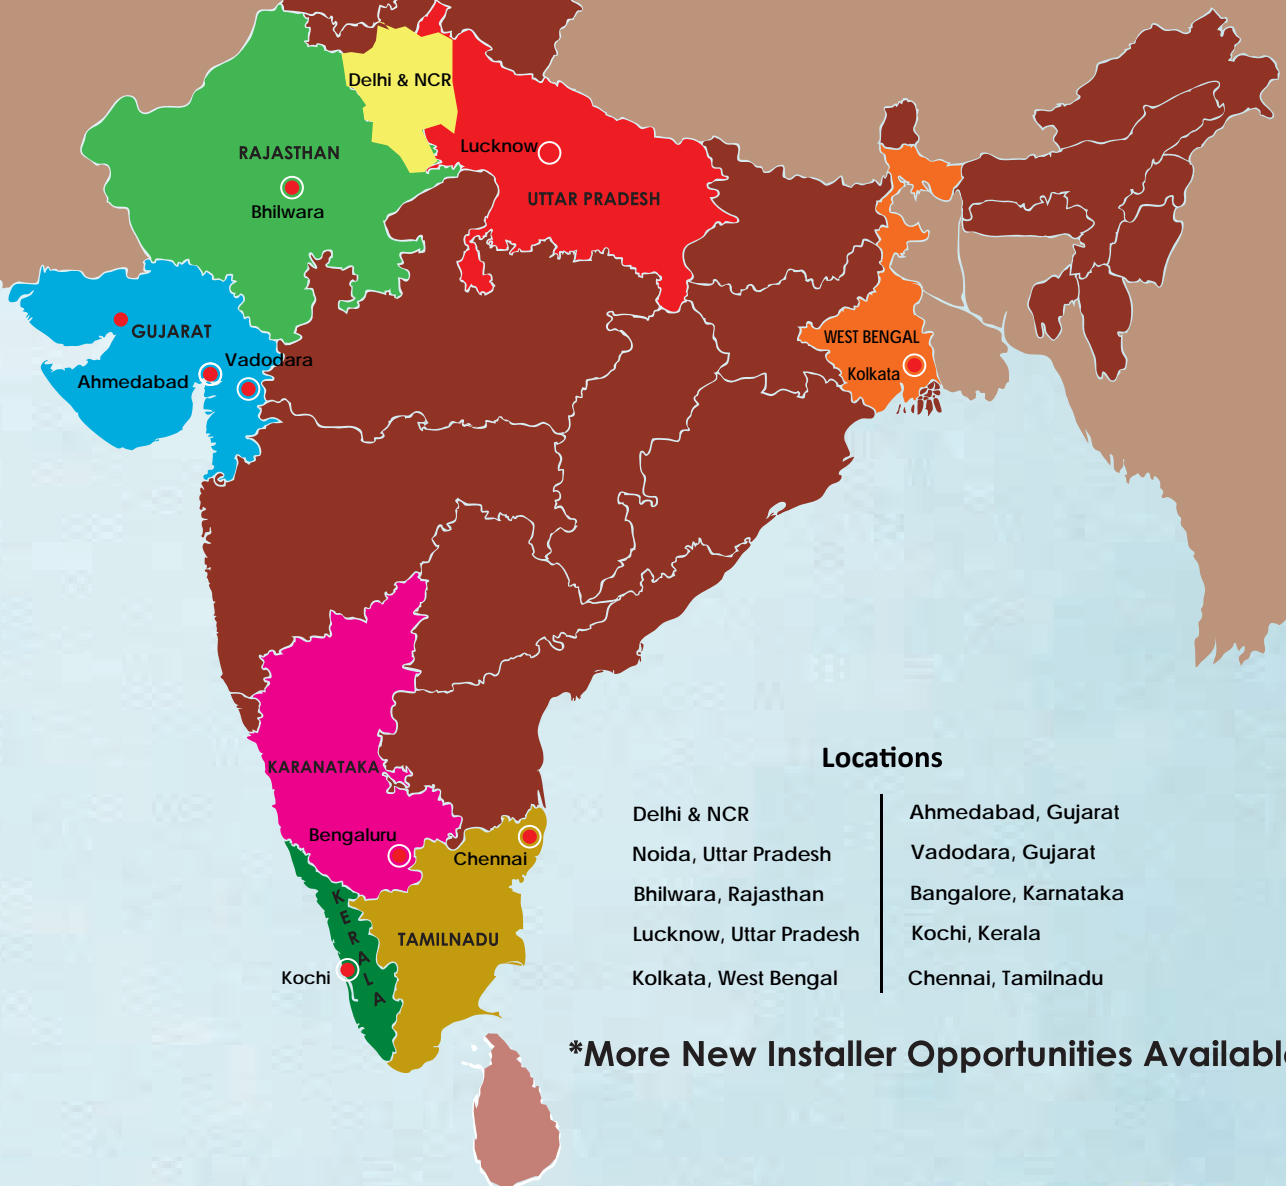 Delhi & NCR
Lucknow
RAJASTHAN
UTTAR PRADESH
Bhilwara
GUJARAT
WEST BENGAL
Vadodara
Kolkata
Ahmedabad
KARANATAKA
Bengaluru
Chennai
KERALA
TAMILNADU
Kochi
Locations
Delhi & NCR
Noida, Uttar Pradesh
Bhilwara, Rajasthan
Lucknow, Uttar Pradesh
Kolkata, West Bengal
Ahmedabad, Gujarat
Vadodara, Gujarat
Bangalore, Karnataka
Kochi, Kerala
Chennai, Tamilnadu
*More New Installer Opportunities Availabl